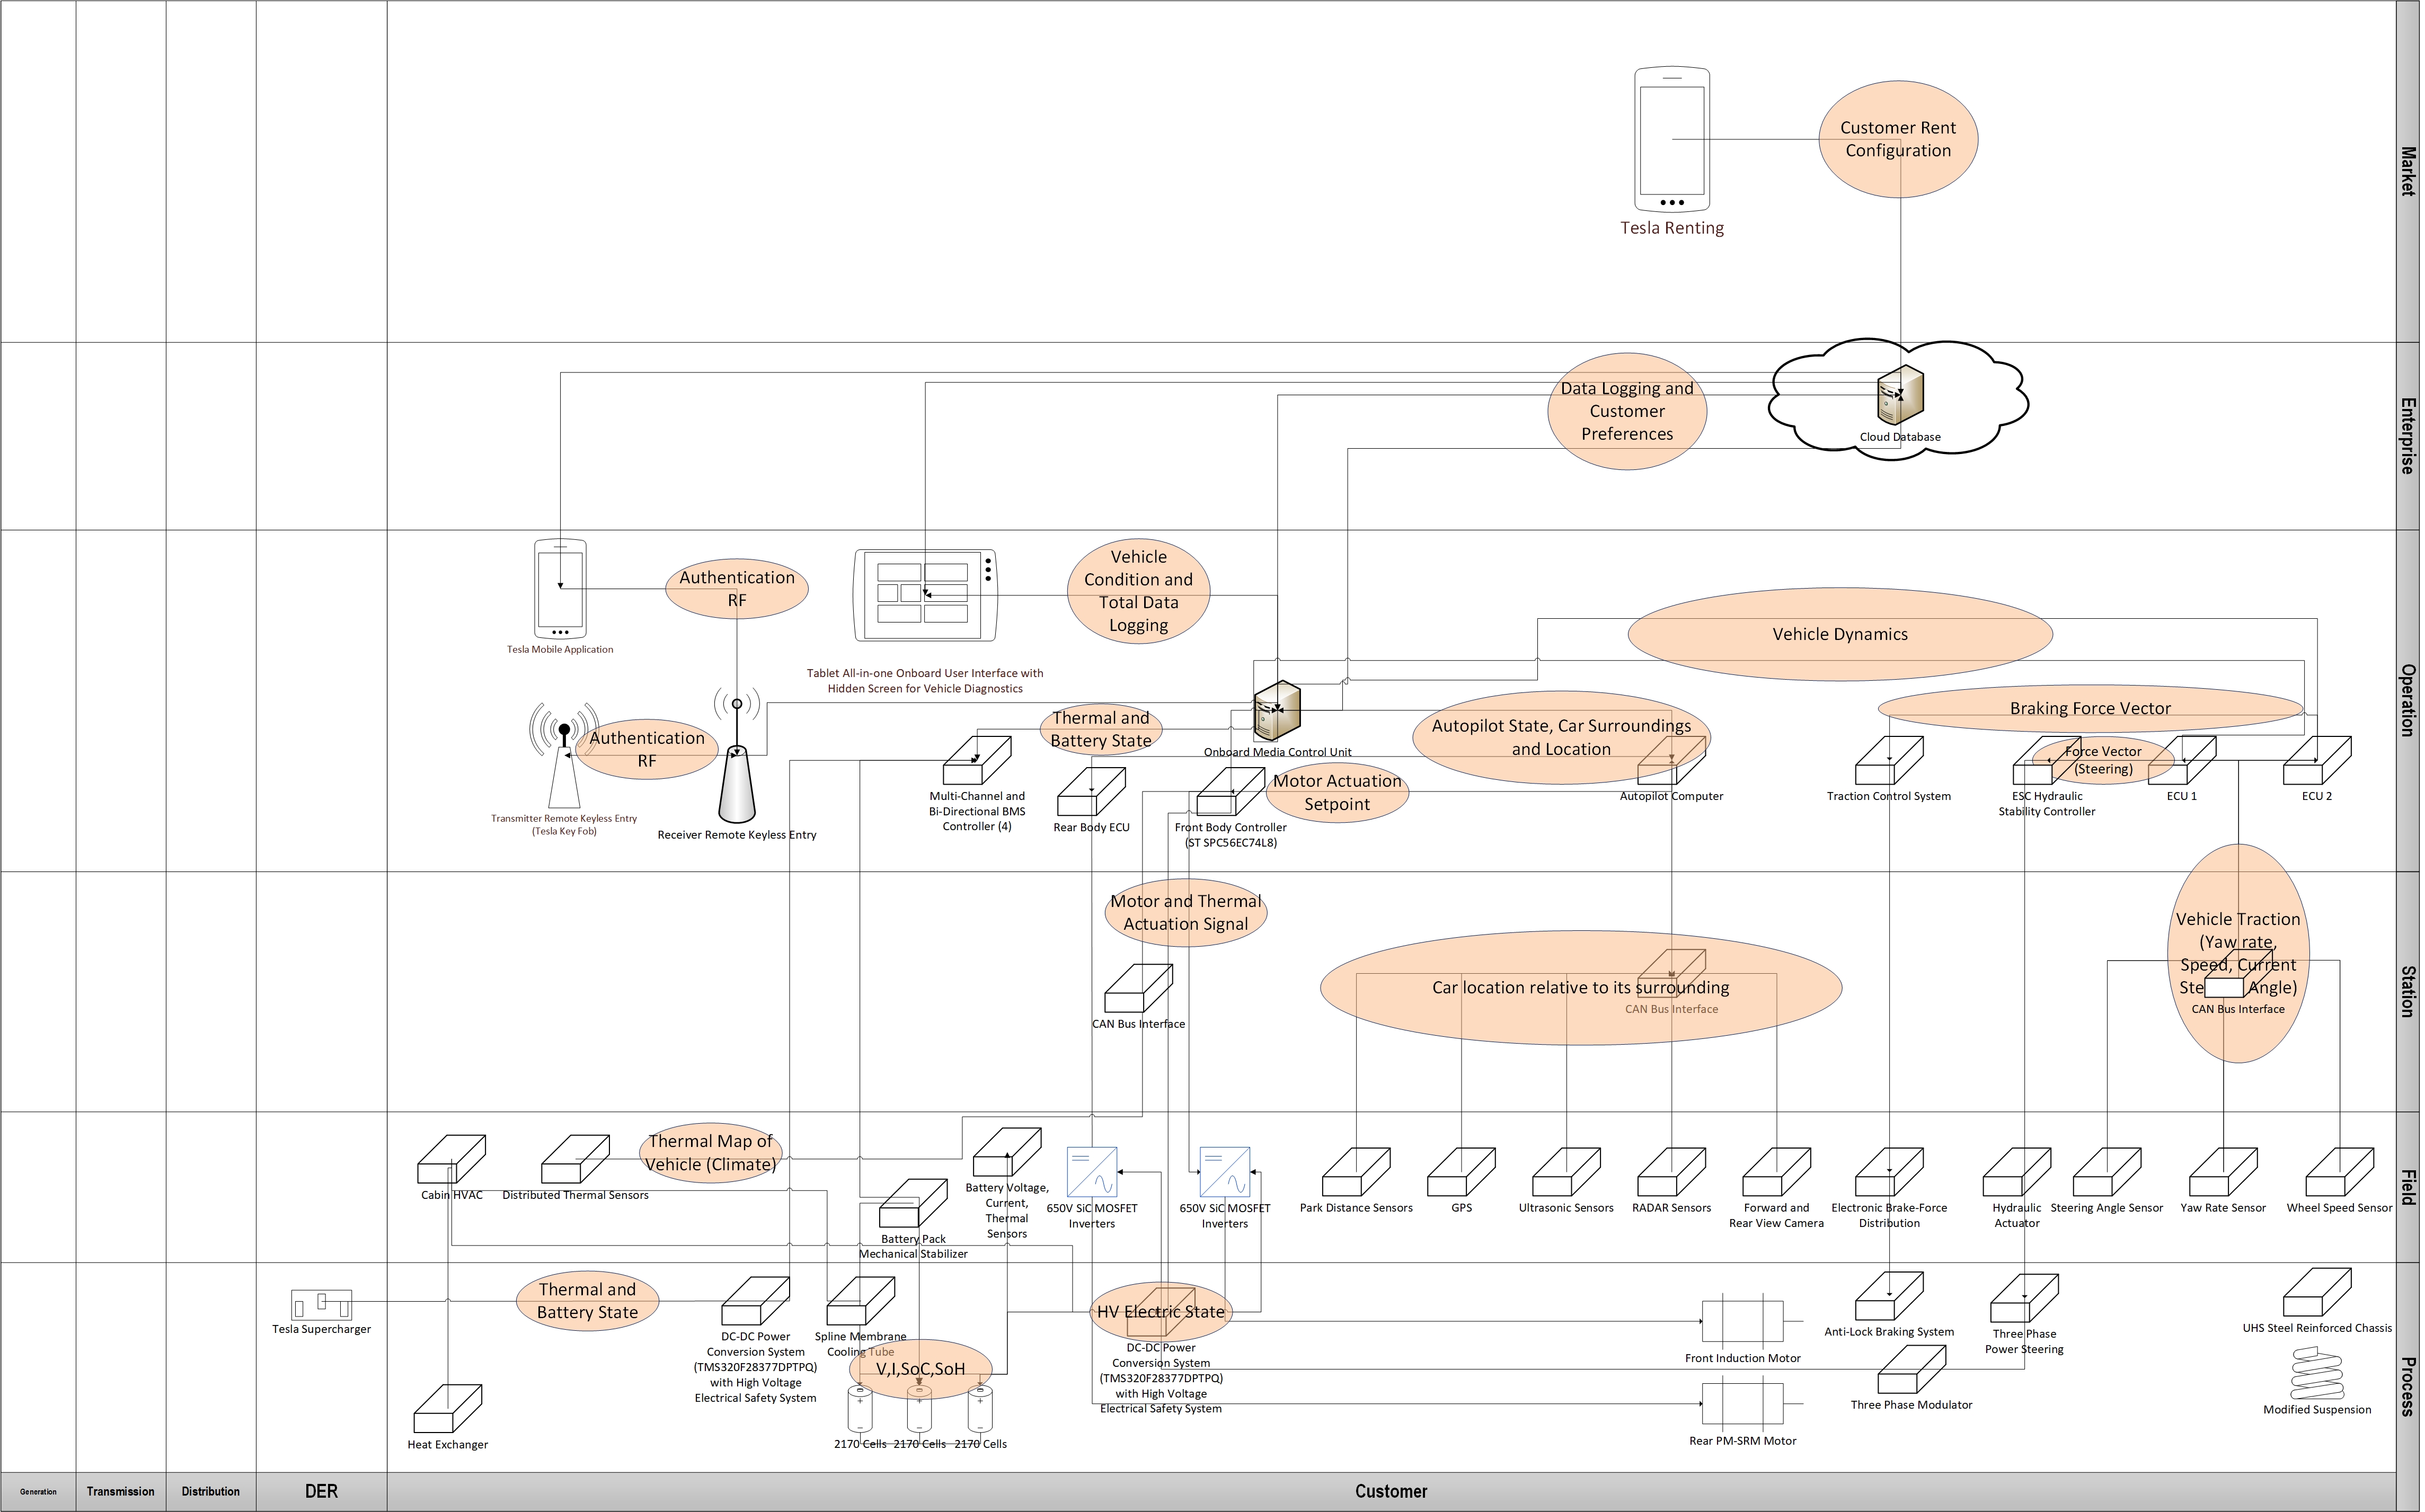 Customer Rent
Configuration
Tesla Renting
Market
Data Logging and
Customer
Preferences
Cloud Database
Enterprise
Authentication
RF
Tesla Mobile Application
Vehicle
Condition and
Total Data
Logging
Tablet All-in-one Onboard User Interface with
Hidden Screen for Vehicle Diagnostics
Vehicle Dynamics
Braking Force Vector
Authentication
RF
Transmitter Remote Keyless Entry
(Tesla Key Fob)
Receiver Remote Keyless Entry
Thermal and
Battery State
Multi-Channel and
Bi-Directional BMS
Controller (4)
Rear Body ECU
Onboard Media Control Unit
Front Body Controller
(ST SPC56EC74L8)
Motor Actuation
Setpoint
Autopilot State, Car Surroundings
and Location
Autopilot Computer
Traction Control System
Force Vector
(Steering)
ESC Hydraulic
Stability Controller
ECU 1
ECU 2
Operation
Motor and Thermal
Actuation Signal
CAN Bus Interface
Car location relative to its surrounding
CAN Bus Interface
Vehicle Traction
(Yaw rate,
Speed, Current
Ste Angle)
CAN Bus Interface
Station
Cabin HVAC
Distributed Thermal Sensors
Thermal Map of
Vehicle (Climate)
Battery Pack
Mechanical Stabilizer
Battery Voltage,
Current,
Thermal
Sensors
650V SiC MOSFET
Inverters
650V SiC MOSFET
Inverters
Park Distance Sensors
GPS
Ultrasonic Sensors
RADAR Sensors
Forward and
Rear View Camera
Electronic Brake-Force
Distribution
Hydraulic
Actuator
Steering Angle Sensor
Yaw Rate Sensor
Wheel Speed Sensor
Field
Tesla Supercharger
Thermal and
Battery State
DC-DC Power
Conversion System
(TMS320F28377DPTPQ)
with High Voltage
Electrical Safety System
Spline Membrane
Cooling Tube
V,I,SoC,SoH
2170 Cells
2170 Cells
2170 Cells
Heat Exchanger
HV Electric State
DC-DC Power
Conversion System
(TMS320F28377DPTPQ)
with High Voltage
Electrical Safety System
Front Induction Motor
Rear PM-SRM Motor
Anti-Lock Braking System
Three Phase Modulator
Three Phase
Power Steering
UHS Steel Reinforced Chassis
Modified Suspension
Process
Generation
Transmission
Distribution
DER
Customer